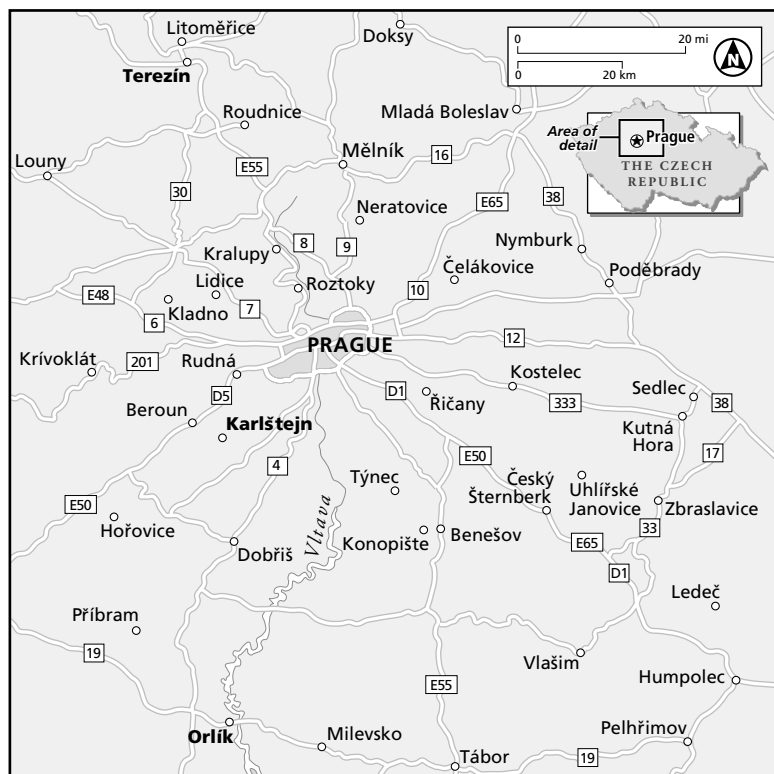 Litoměřice
Doksy
0 20 mi
0 20 km
N
Terezín
Roudnice
Mladá Boleslav
Area of
detail
Prague
THE CZECH
REPUBLIC
Louny
E55
Mělník
16
30
E65
38
Neratovice
Kralupy
8
9
Nymburk
Čelákovice
Lidice
Roztoky
Poděbrady
E48
Kladno
7
10
6
PRAGUE
12
Krívoklát
201
Rudná
Kostelec
D5
D1
Říčany
333
Sedlec
38
Beroun
Karlštejn
Kutná
Hora
17
4
E50
Týnec
Český
Šternberk
Uhlířské
Janovice
Zbraslavice
E50
Hořovice
Vltava
Konopište
Benešov
33
Dobřiš
E65
D1
Ledeč
Příbram
19
Vlašim
Humpolec
E55
Orlík
Milevsko
Pelhřimov
Tábor
19